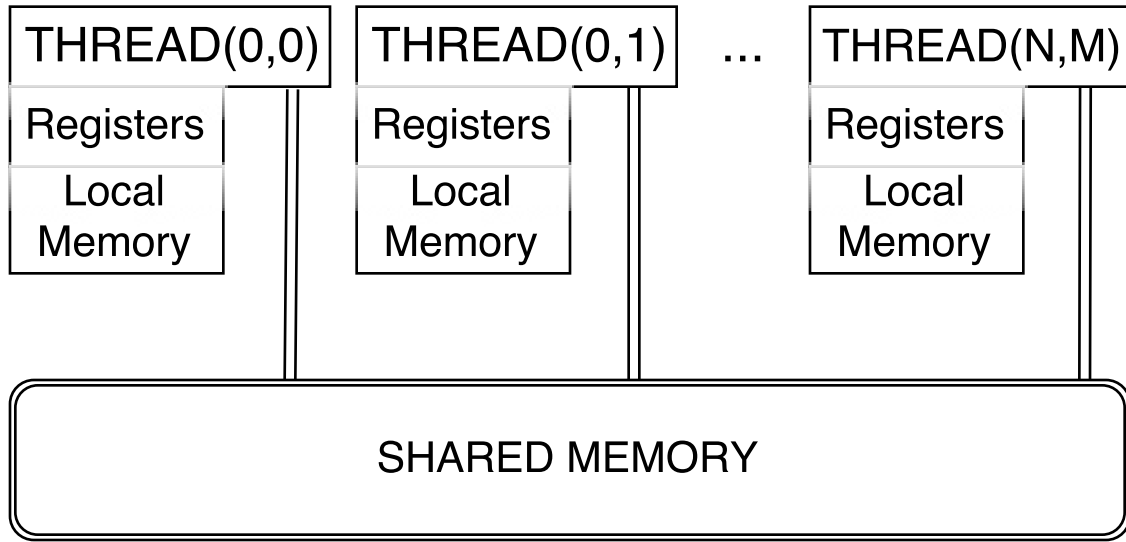 THREAD(0,0)
Registers
Local
Memory
THREAD(0,1)
Registers
Local
Memory
...
THREAD(N,M)
Registers
Local
Memory
SHARED MEMORY